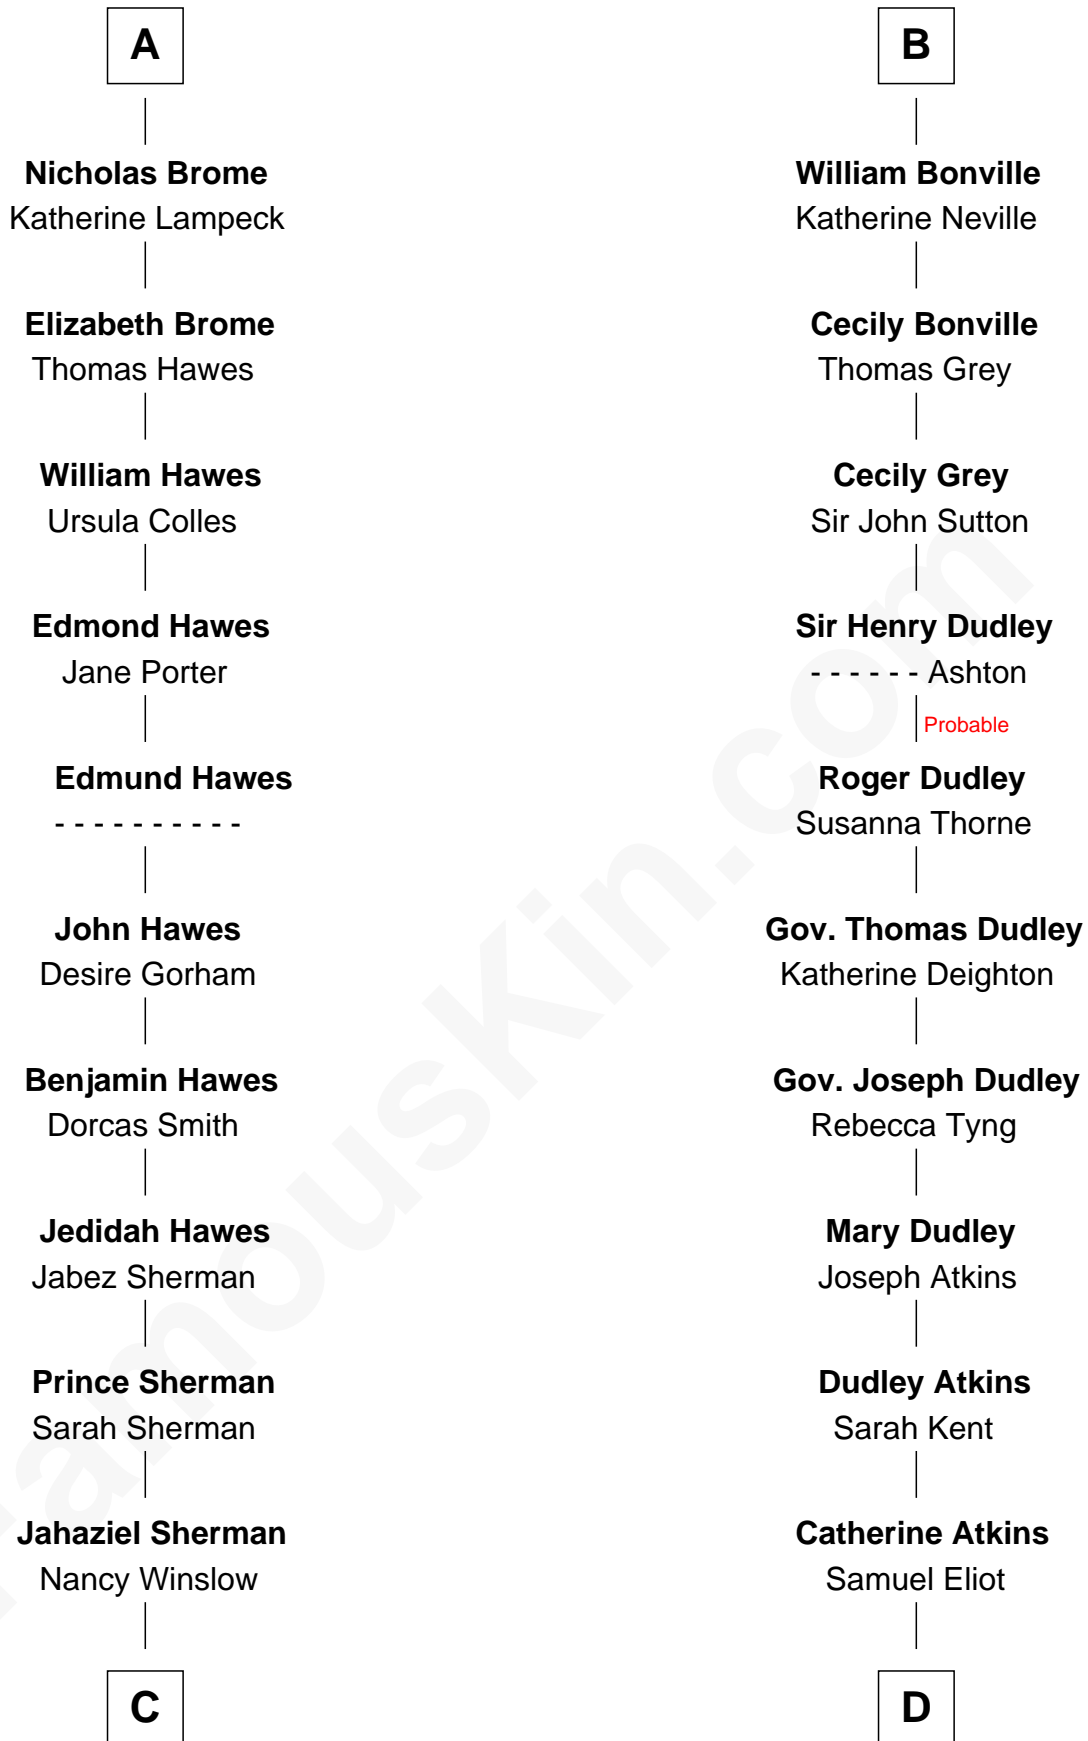 A
Nicholas Brome
Katherine Lampeck
Elizabeth Brome
Thomas Hawes
William Hawes
Ursula Colles
Edmond Hawes
Jane Porter
Edmund Hawes
- - - - - - - - - -
John Hawes
Desire Gorham
Benjamin Hawes
Dorcas Smith
Jedidah Hawes
Jabez Sherman
Prince Sherman
Sarah Sherman
Jahaziel Sherman
Nancy Winslow
C
B
William Bonville
Katherine Neville
Cecily Bonville
Thomas Grey
Cecily Grey
Sir John Sutton
Sir Henry Dudley
- - - - - - Ashton
Probable
Roger Dudley
Susanna Thorne
Gov. Thomas Dudley
Katherine Deighton
Gov. Joseph Dudley
Rebecca Tyng
Mary Dudley
Joseph Atkins
Dudley Atkins
Sarah Kent
Catherine Atkins
Samuel Eliot
D
FamousKin.com